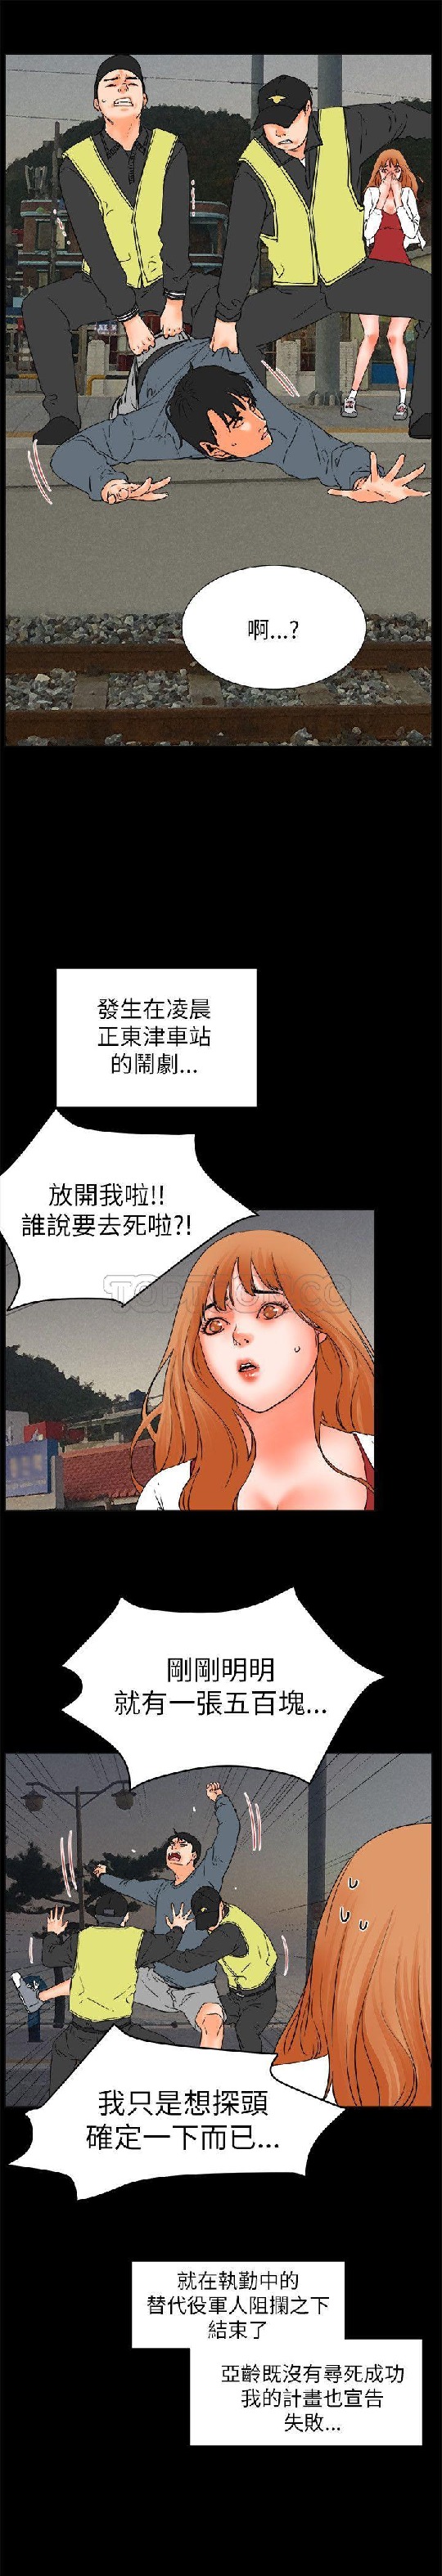 NEW
啊...?
發生在凌晨
正東津車站
的鬧劇...
放開我啦!!
誰說要去死啦?!
TOPTOON.CO
剛剛明明
就有一張五百塊...
我只是想探頭
確定一下而已...
就在執勤中的
替代役軍人阻攔之下
結束了
亞齡既沒有尋死成功
我的計畫也宣告
失敗...